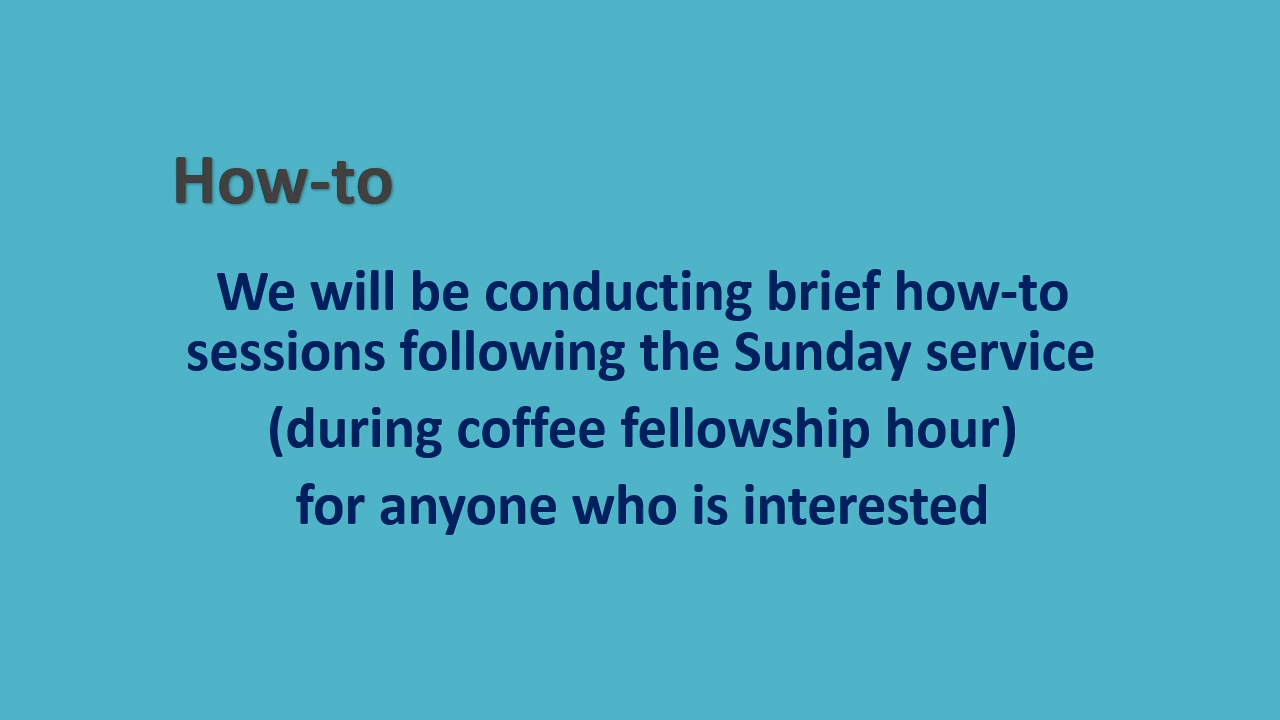 How-to
We will be conducting brief how-to
sessions following the Sunday service
(during coffee fellowship hour)
for anyone who is interested